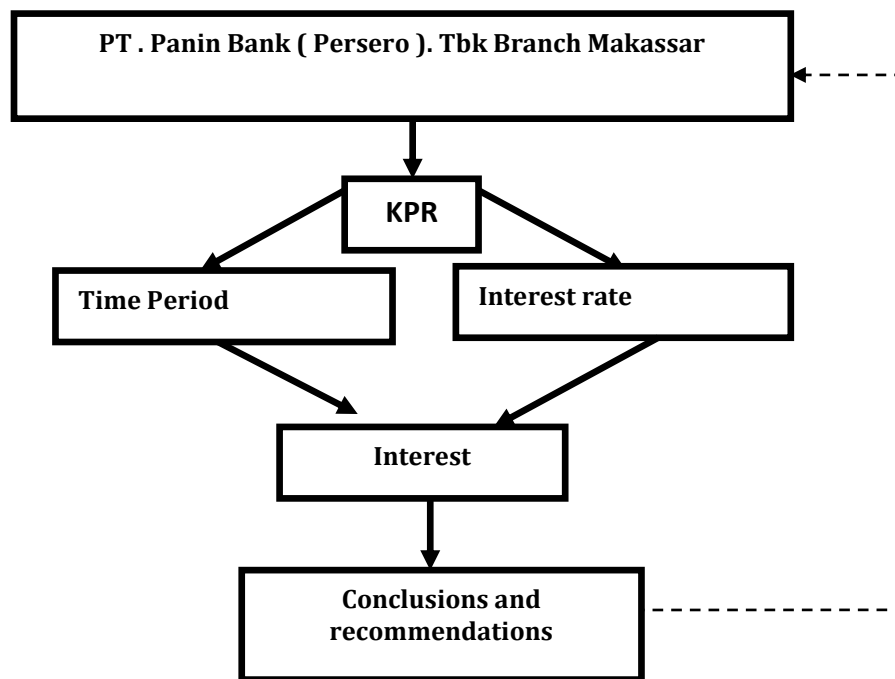 PT . Panin Bank ( Persero ). Tbk Branch Makassar
KPR
Time Period
Interest rate
Interest
Conclusions and
recommendations